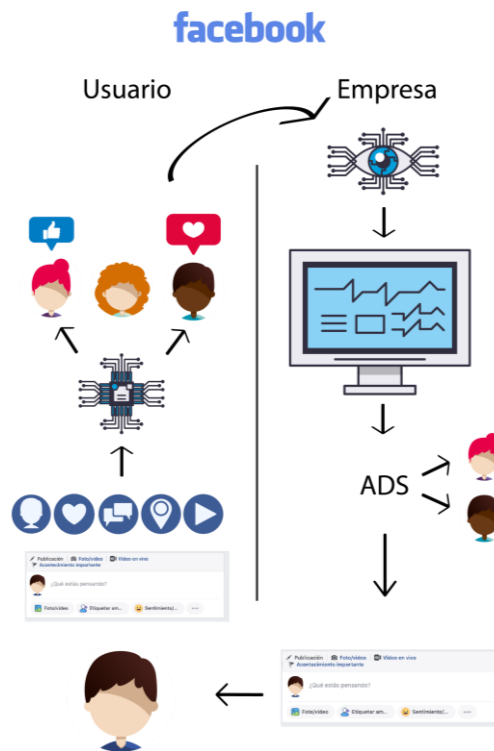 facebook
Usuario
Empresa
ADS
Publicación Foto/video Video en vivo
Acontecimiento importante
¿Qué estás pensando?
Foto/video Etiquetar am... Sentimiento/...
Publicación Foto/video Video en vivo
Acontecimiento importante
¿Qué estás pensando?
Foto/video Etiquetar am... Sentimiento/...